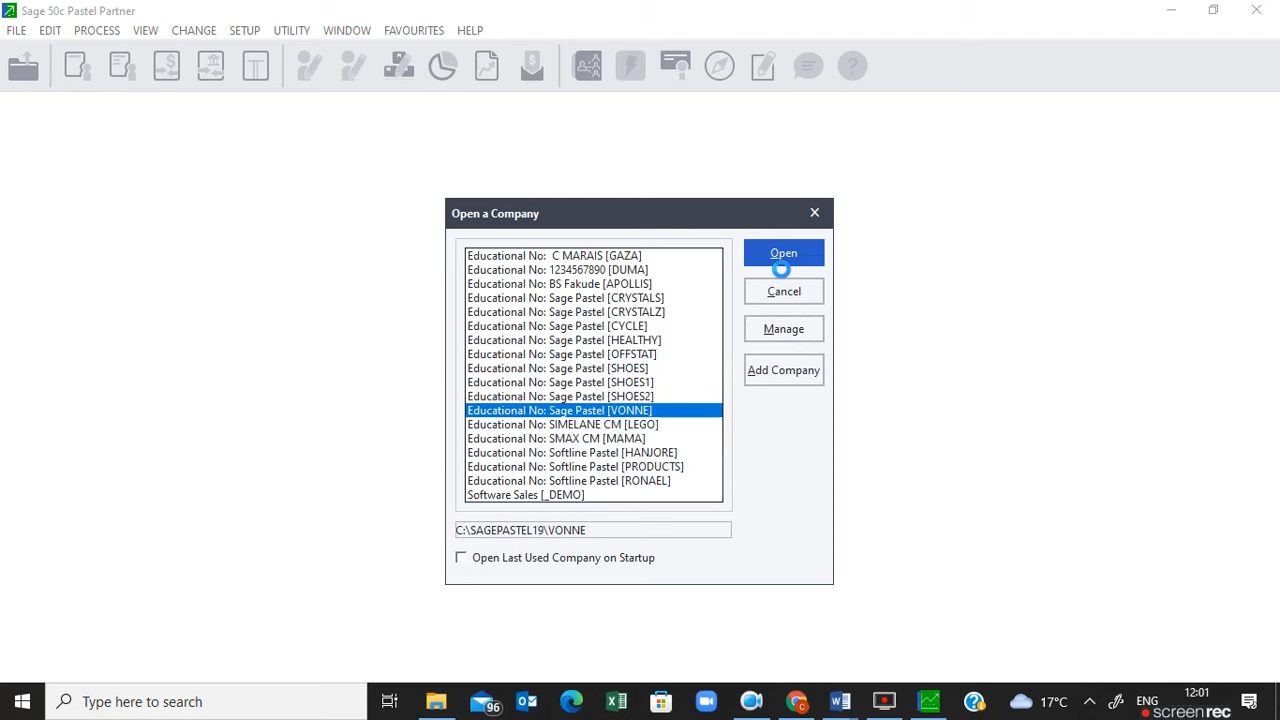 Sage 50c Pastel Partner
FILE EDIT PROCESS VIEW CHANGE SETUP UTILITY WINDOW FAVOURITES HELP
Open a Company
Educational No:  C MARAIS [GAZA]
Educational No: 1234567890 [DUMA]
Educational No: BS Fakude [APOLLIS]
Educational No: Sage Pastel [CRYSTALS]
Educational No: Sage Pastel [CRYSTALZ]
Educational No: Sage Pastel [CYCLE]
Educational No: Sage Pastel [HEALTHY]
Educational No: Sage Pastel [OFFSTAT]
Educational No: Sage Pastel [SHOES]
Educational No: Sage Pastel [SHOES1]
Educational No: Sage Pastel [SHOES2]
Educational No: Sage Pastel [VONNE]
Educational No: SIMELANE CM [LEGO]
Educational No: SMAX CM [MAMA]
Educational No: Softline Pastel [HANJORE]
Educational No: Softline Pastel [PRODUCTS]
Educational No: Softline Pastel [RONAEL]
Software Sales [_DEMO]
Open
Cancel
Manage
Add Company
C:\SAGEPASTEL19\VONNE
Open Last Used Company on Startup
Type here to search
96
17°C
ENG
12:01
screenrec